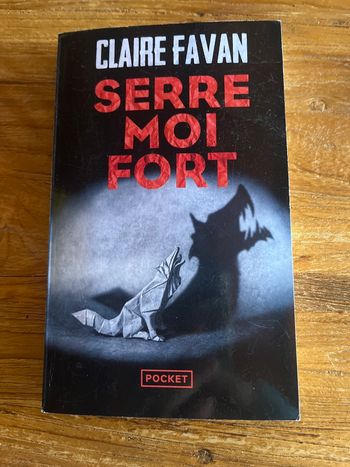 CLAIRE FAVAN
SERRE
MOI
FORT
POCKET